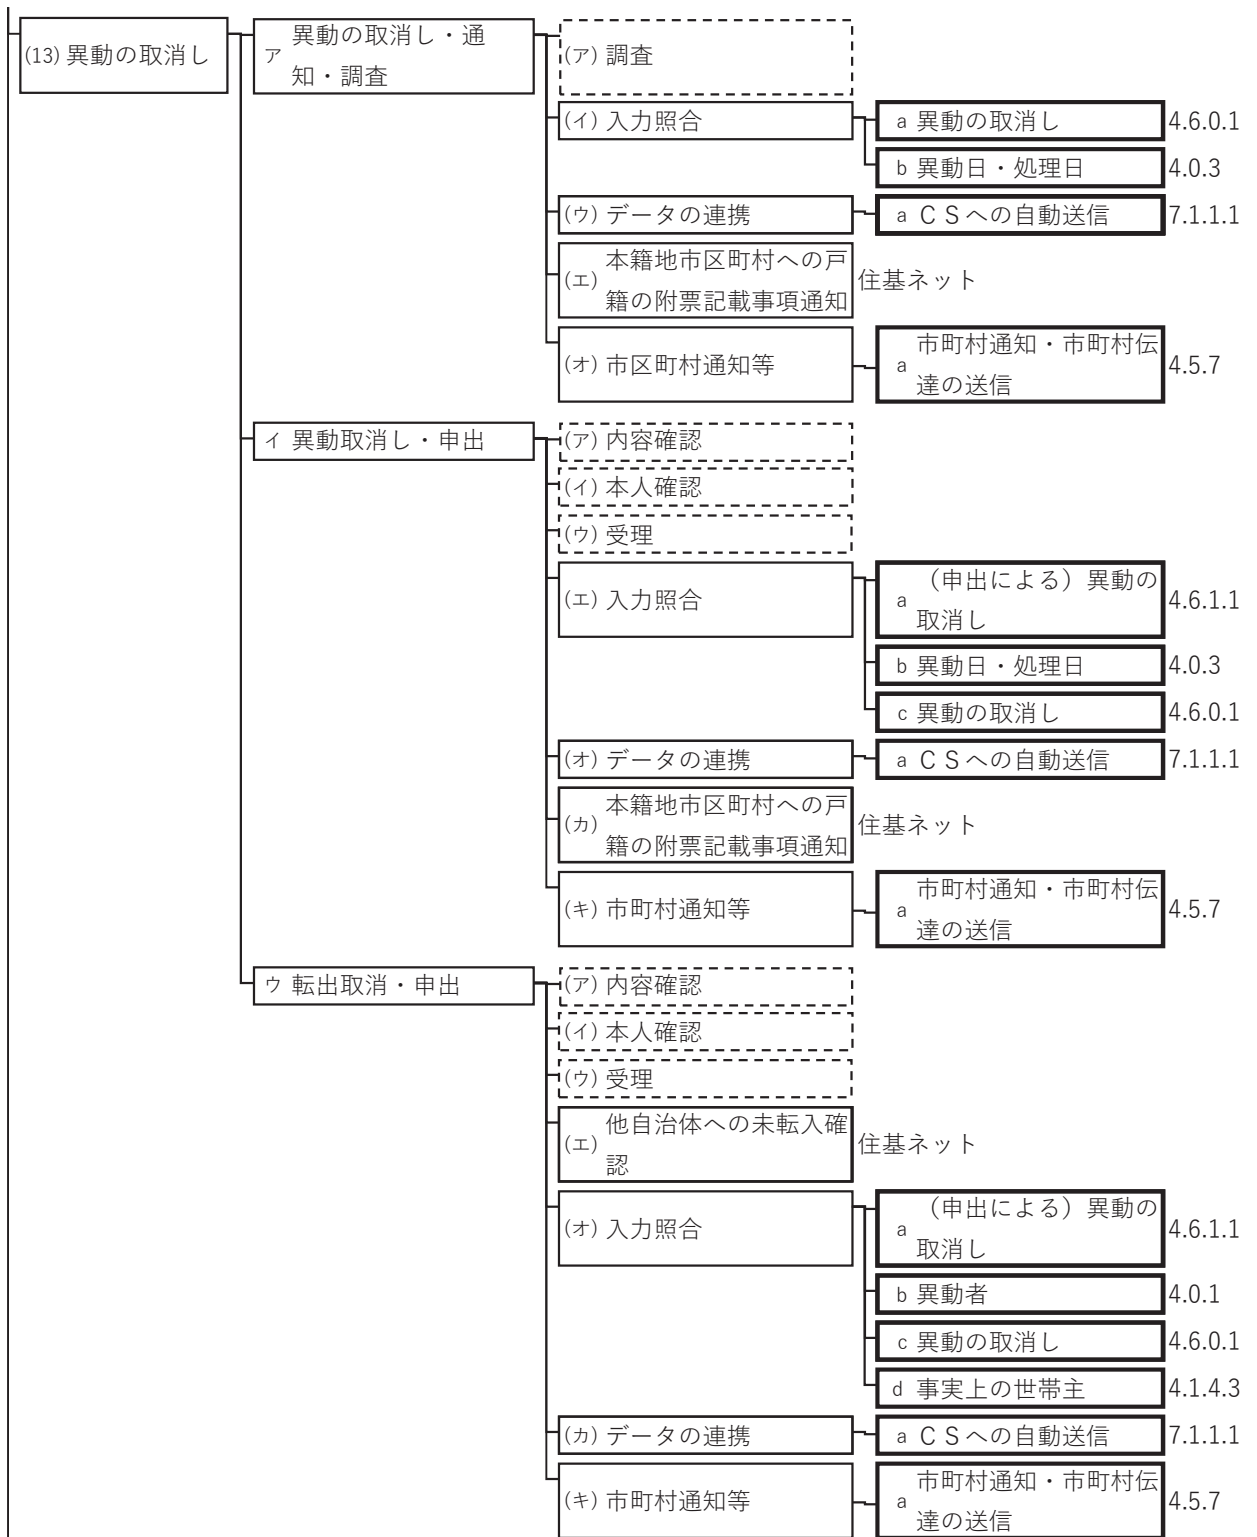 (13) 異動の取消し
ア 異動の取消し・通
知・調査
(ア) 調査
(イ) 入力照合
a 異動の取消し 4.6.0.1
b 異動日・処理日 4.0.3
(ウ) データの連携
a ＣＳへの自動送信 7.1.1.1
(エ) 本籍地市区町村への戸
籍の附票記載事項通知
住基ネット
(オ) 市区町村通知等
a 市町村通知・市町村伝
達の送信
4.5.7
イ 異動取消し・申出
(ア) 内容確認
(イ) 本人確認
(ウ) 受理
(エ) 入力照合
a （申出による）異動の
取消し
4.6.1.1
b 異動日・処理日 4.0.3
c 異動の取消し 4.6.0.1
(オ) データの連携
a ＣＳへの自動送信 7.1.1.1
(カ) 本籍地市区町村への戸
籍の附票記載事項通知
住基ネット
(キ) 市町村通知等
a 市町村通知・市町村伝
達の送信
4.5.7
ウ 転出取消・申出
(ア) 内容確認
(イ) 本人確認
(ウ) 受理
(エ) 他自治体への未転入確
認
住基ネット
(オ) 入力照合
a （申出による）異動の
取消し
4.6.1.1
b 異動者 4.0.1
c 異動の取消し 4.6.0.1
d 事実上の世帯主 4.1.4.3
(カ) データの連携
a ＣＳへの自動送信 7.1.1.1
(キ) 市町村通知等
a 市町村通知・市町村伝
達の送信
4.5.7